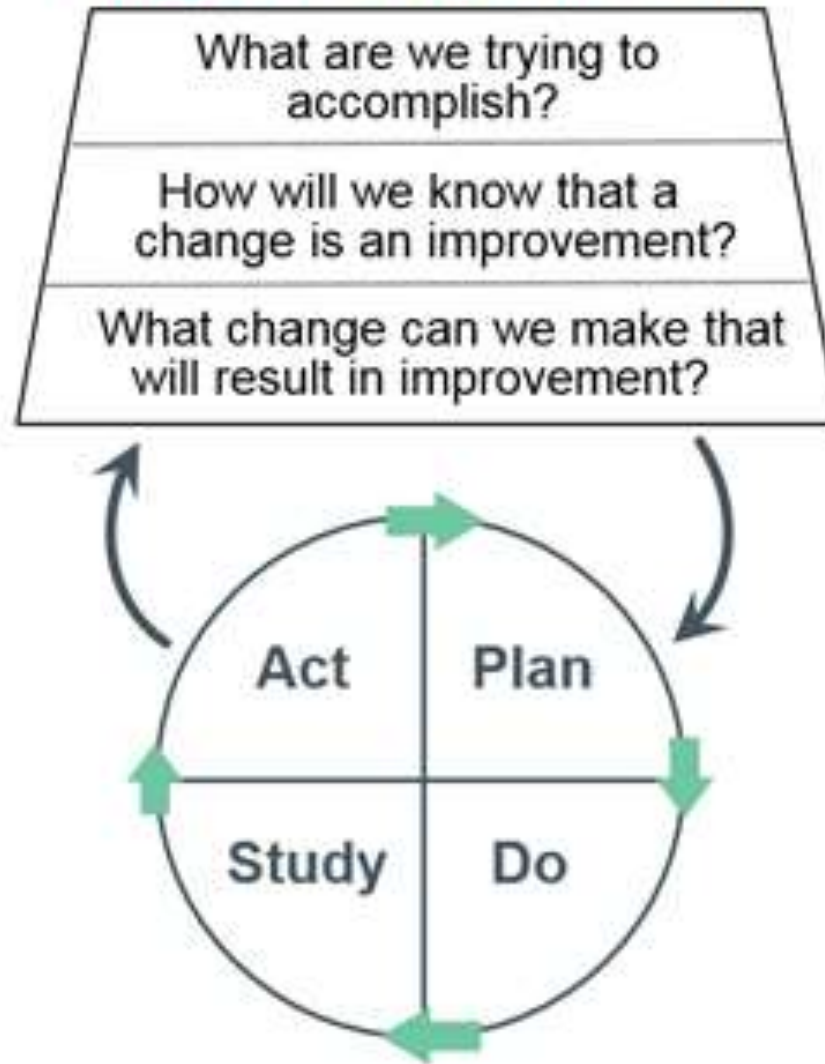 What are we trying to
accomplish?
How will we know that a
change is an improvement?
What change can we make that
will result in improvement?
Act
Plan
Study
Do